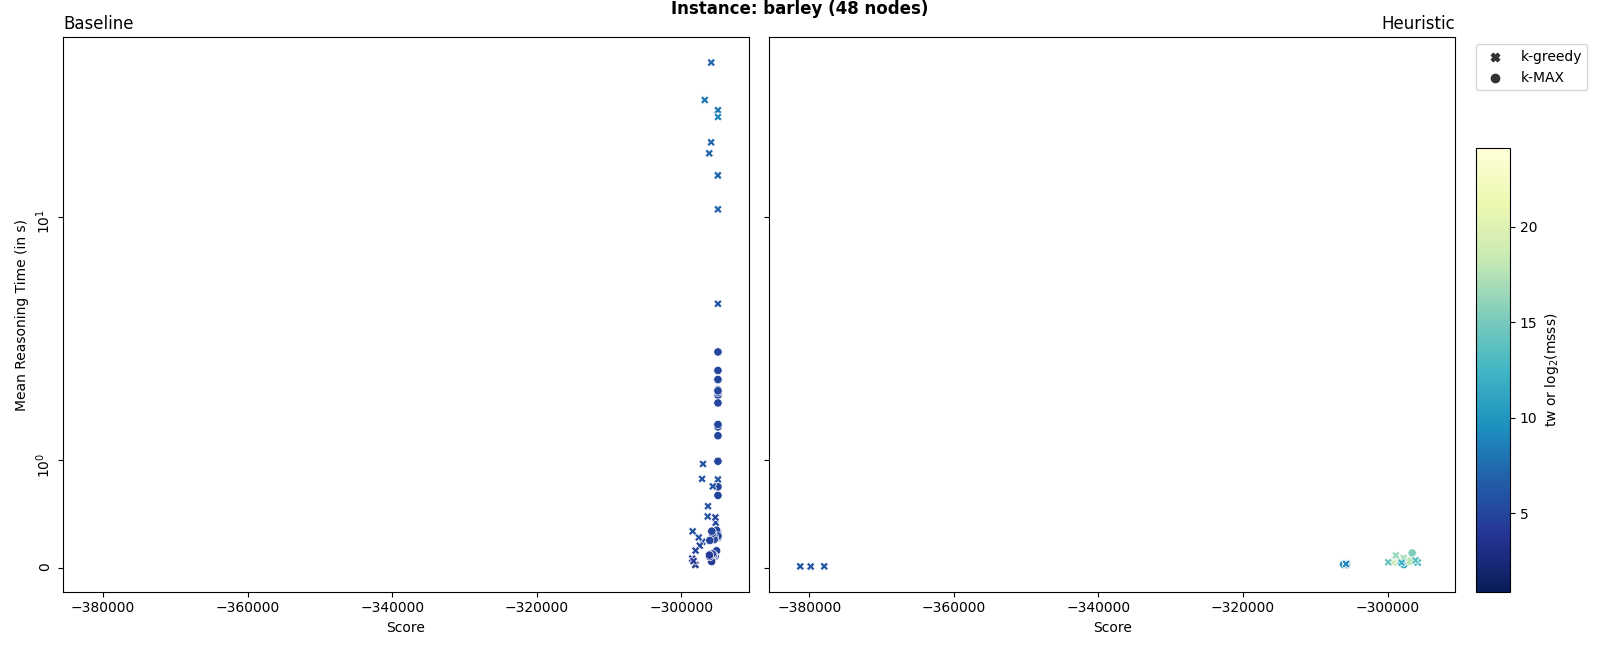 Instance: barley (48 nodes)
Baseline
Heuristic
k-greedy
k-MAX
Mean Reasoning Time (in s)
10^1
10^0
0
−380000
−360000
−340000
−320000
−300000
Score
−380000
−360000
−340000
−320000
−300000
Score
20
15
10
5
tw or log₂(msss)